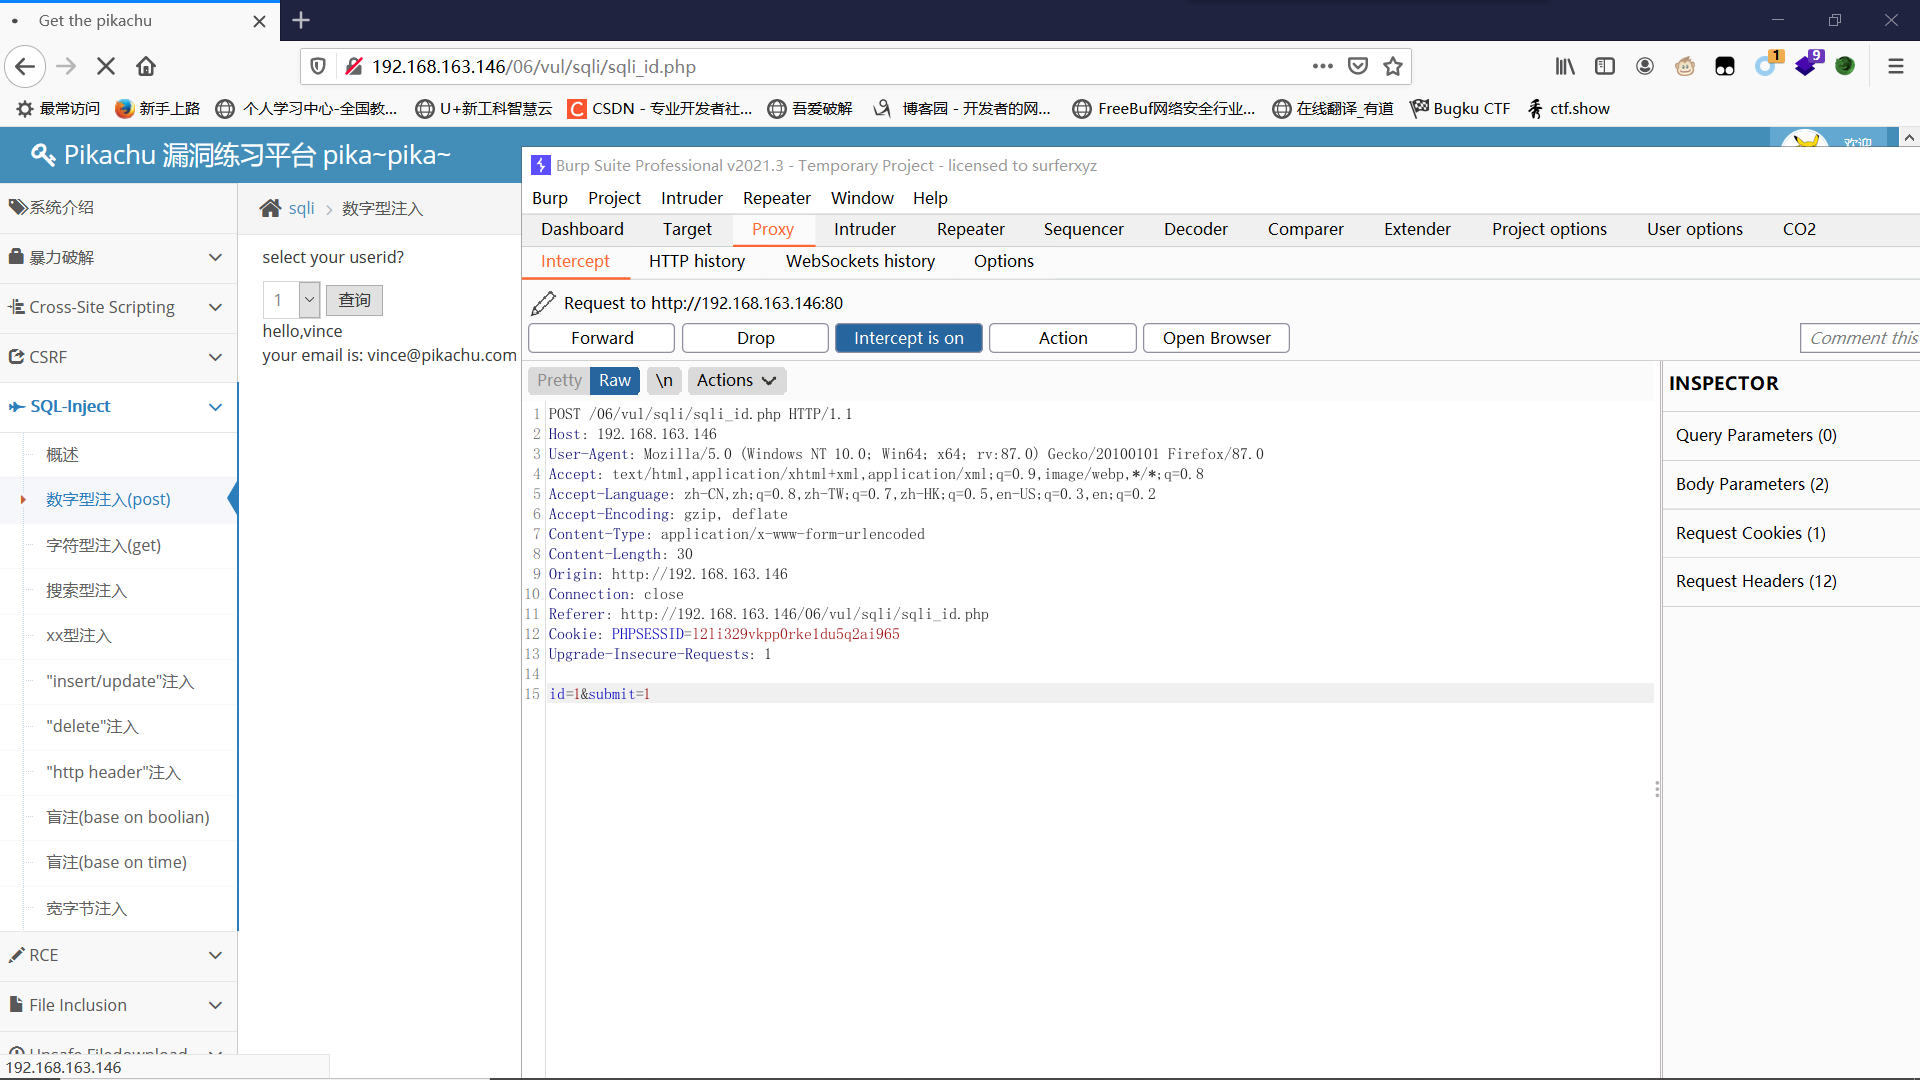 Get the pikachu
192.168.163.146/06/vul/sqli/sqli_id.php
1
9
最常访问
新手上路
个人学习中心-全国教...
U+新工科智慧云
CSDN - 专业开发者社...
吾爱破解
博客园 - 开发者的网...
FreeBuf网络安全行业...
在线翻译_有道
Bugku CTF
ctf.show
Pikachu 漏洞练习平台 pika~pika~
系统介绍
暴力破解
Cross-Site Scripting
CSRF
SQL-Inject
概述
数字型注入(post)
字符型注入(get)
搜索型注入
xx型注入
"insert/update"注入
"delete"注入
"http header"注入
盲注(base on boolian)
盲注(base on time)
宽字节注入
RCE
File Inclusion
192.168.163.146
sqli > 数字型注入
select your userid?
1 查询
hello,vince
your email is: vince@pikachu.com
Burp Suite Professional v2021.3 - Temporary Project - licensed to surferxyz
Burp Project Intruder Repeater Window Help
Dashboard Target Proxy Intruder Repeater Sequencer Decoder Comparer Extender Project options User options CO2
Intercept HTTP history WebSockets history Options
Request to http://192.168.163.146:80
Forward Drop Intercept is on Action Open Browser Comment this
Pretty Raw \n Actions
1 POST /06/vul/sqli/sqli_id.php HTTP/1.1
2 Host: 192.168.163.146
3 User-Agent: Mozilla/5.0 (Windows NT 10.0; Win64; x64; rv:87.0) Gecko/20100101 Firefox/87.0
4 Accept: text/html,application/xhtml+xml,application/xml;q=0.9,image/webp,*/*;q=0.8
5 Accept-Language: zh-CN,zh;q=0.8,zh-TW;q=0.7,zh-HK;q=0.5,en-US;q=0.3,en;q=0.2
6 Accept-Encoding: gzip, deflate
7 Content-Type: application/x-www-form-urlencoded
8 Content-Length: 30
9 Origin: http://192.168.163.146
10 Connection: close
11 Referer: http://192.168.163.146/06/vul/sqli/sqli_id.php
12 Cookie: PHPSESSID=l2li329vkpp0rke1du5q2ai965
13 Upgrade-Insecure-Requests: 1
14
15 id=1&submit=1
INSPECTOR
Query Parameters (0)
Body Parameters (2)
Request Cookies (1)
Request Headers (12)